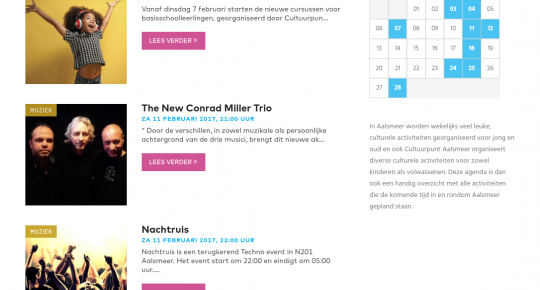 Vanaf dinsdag 7 februari starten de nieuwe cursussen voor
basisschoolleerlingen, georganiseerd door Cultuurpun...
LEES VERDER »
MUZIEK
The New Conrad Miller Trio
ZA 11 FEBRUARI 2017, 21:00 UUR
" Door de verschillen, in zowel muzikale als persoonlijke
achtergrond van de drie musici, brengt dit nieuwe ak...
LEES VERDER »
MUZIEK
Nachtruis
ZA 11 FEBRUARI 2017, 22:00 UUR
Nachtruis is een terugkerend Techno event in N201
Aalsmeer. Het event start om 22:00 en eindigt om 05:00
uur....
01 02 03 04 05
06 07 08 09 10 11 12
13 14 15 16 17 18 19
20 21 22 23 24 25 26
27 28
In Aalsmeer worden wekelijks veel leuke,
culturele activiteiten georganiseerd voor jong en
oud en ook Cultuurpunt Aalsmeer organiseert
diverse culturele activiteiten voor zowel
kinderen als volwassenen. Deze agenda is dan
ook een handig overzicht met alle activiteiten
die de komende tijd in en rondom Aalsmeer
gepland staan.